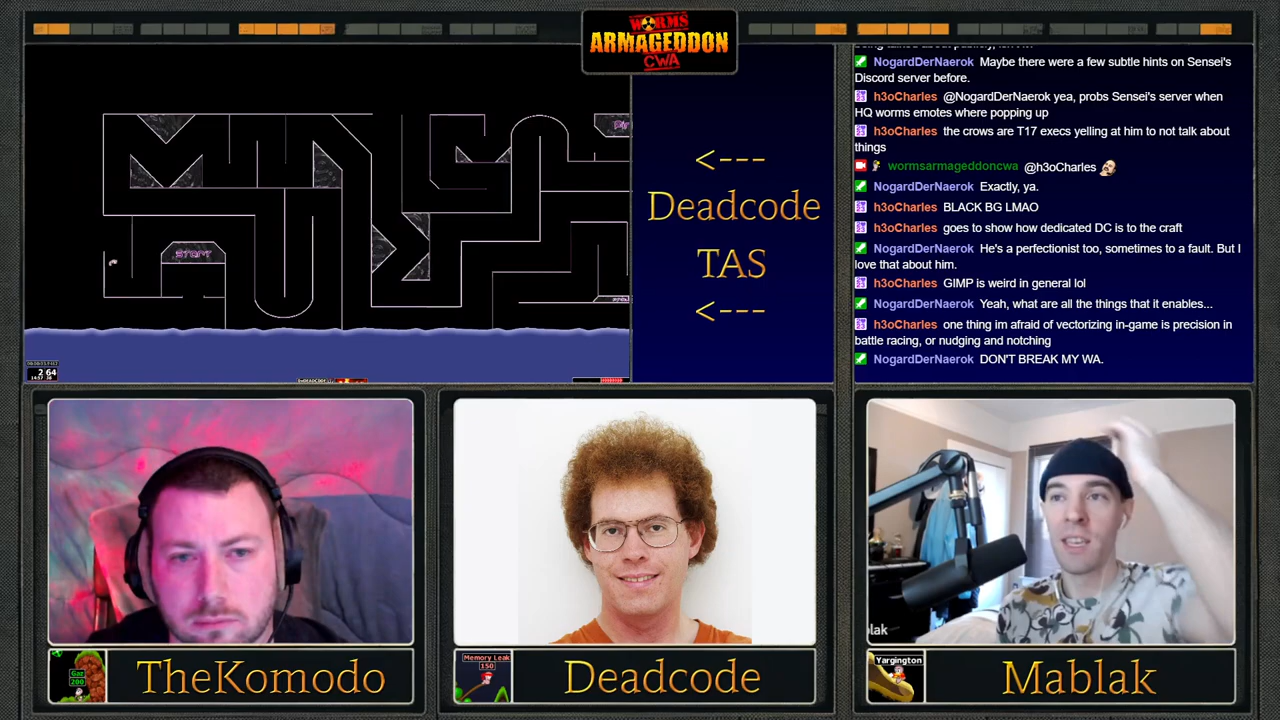 WORMS
ARMAGEDDON
CWA
START
<---
Deadcode
TAS
<---
NogardDerNaerok Maybe there were a few subtle hints on Sensei's
Discord server before.
h3oCharles @NogardDerNaerok yea, probs Sensei's server when
HQ worms emotes where popping up
h3oCharles the crows are T17 execs yelling at him to not talk about
things
wormsarmageddoncwa @h3oCharles
NogardDerNaerok Exactly, ya.
h3oCharles BLACK BG LMAO
h3oCharles goes to show how dedicated DC is to the craft
NogardDerNaerok He's a perfectionist too, sometimes to a fault. But I
love that about him.
h3oCharles GIMP is weird in general lol
NogardDerNaerok Yeah, what are all the things that it enables...
h3oCharles one thing im afraid of vectorizing in-game is precision in
battle racing, or nudging and notching
NogardDerNaerok DON'T BREAK MY WA.
2 64
lak
Gaz
200
TheKomodo
Memory Leak
150
Deadcode
Yargington
Mablak